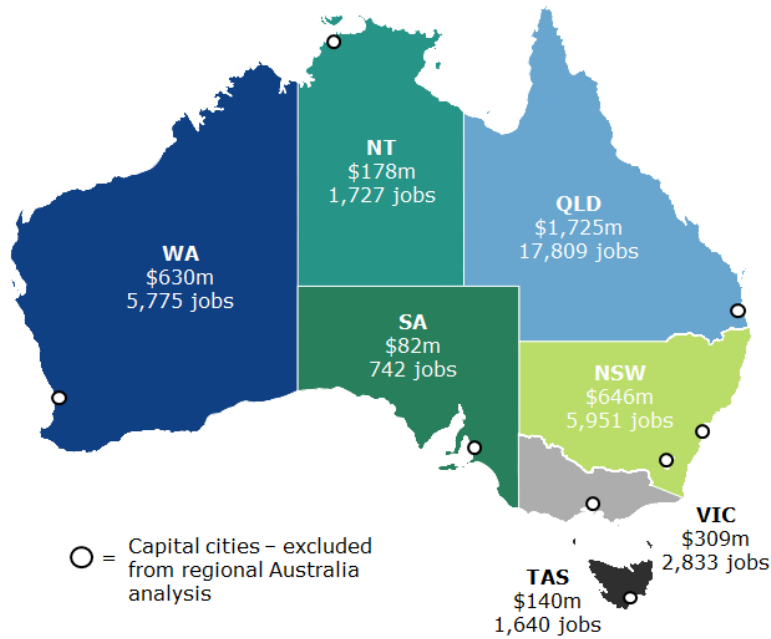 NT
$178m
1,727 jobs
QLD
$1,725m
17,809 jobs
WA
$630m
5,775 jobs
SA
$82m
742 jobs
NSW
$646m
5,951 jobs
VIC
$309m
2,833 jobs
TAS
$140m
1,640 jobs
= Capital cities – excluded
from regional Australia
analysis